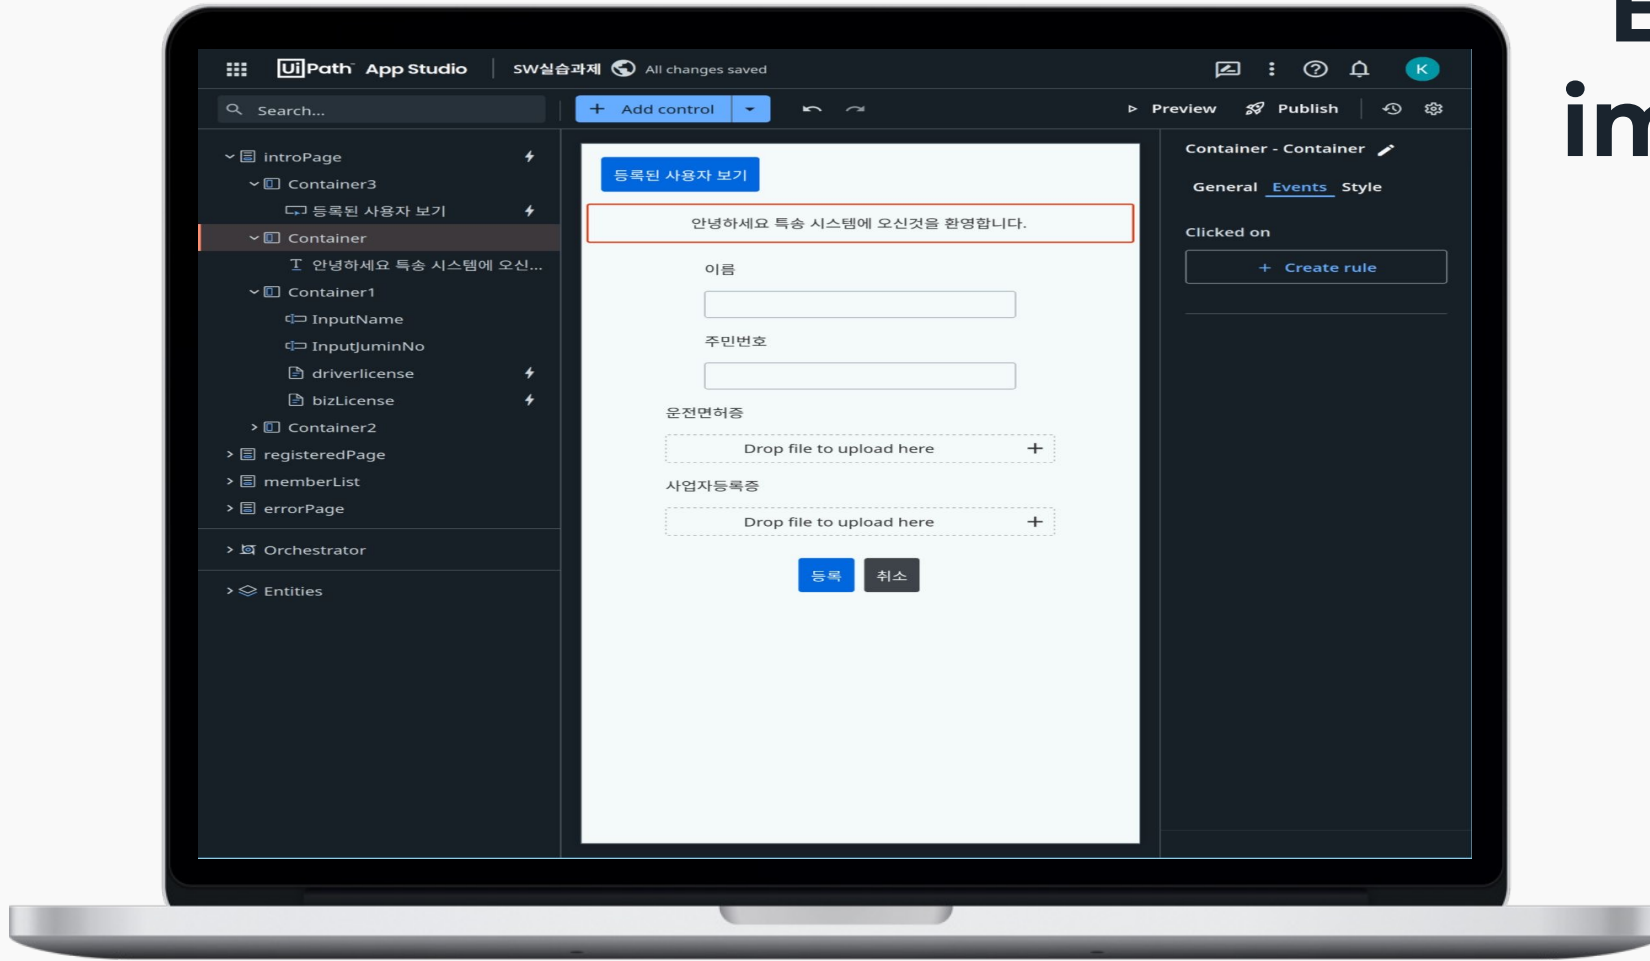 UiPath App Studio SW실습과제 All changes saved K
Search... + Add control Preview Publish
introPage
Container3
등록된 사용자 보기
Container
안녕하세요 특송 시스템에 오신...
Container1
InputName
InputJuminNo
driverlicense
bizLicense
Container2
registeredPage
memberList
errorPage
Orchestrator
Entities
등록된 사용자 보기
안녕하세요 특송 시스템에 오신것을 환영합니다.
이름
주민번호
운전면허증
Drop file to upload here +
사업자등록증
Drop file to upload here +
등록 취소
Container - Container
General Events Style
Clicked on
+ Create rule